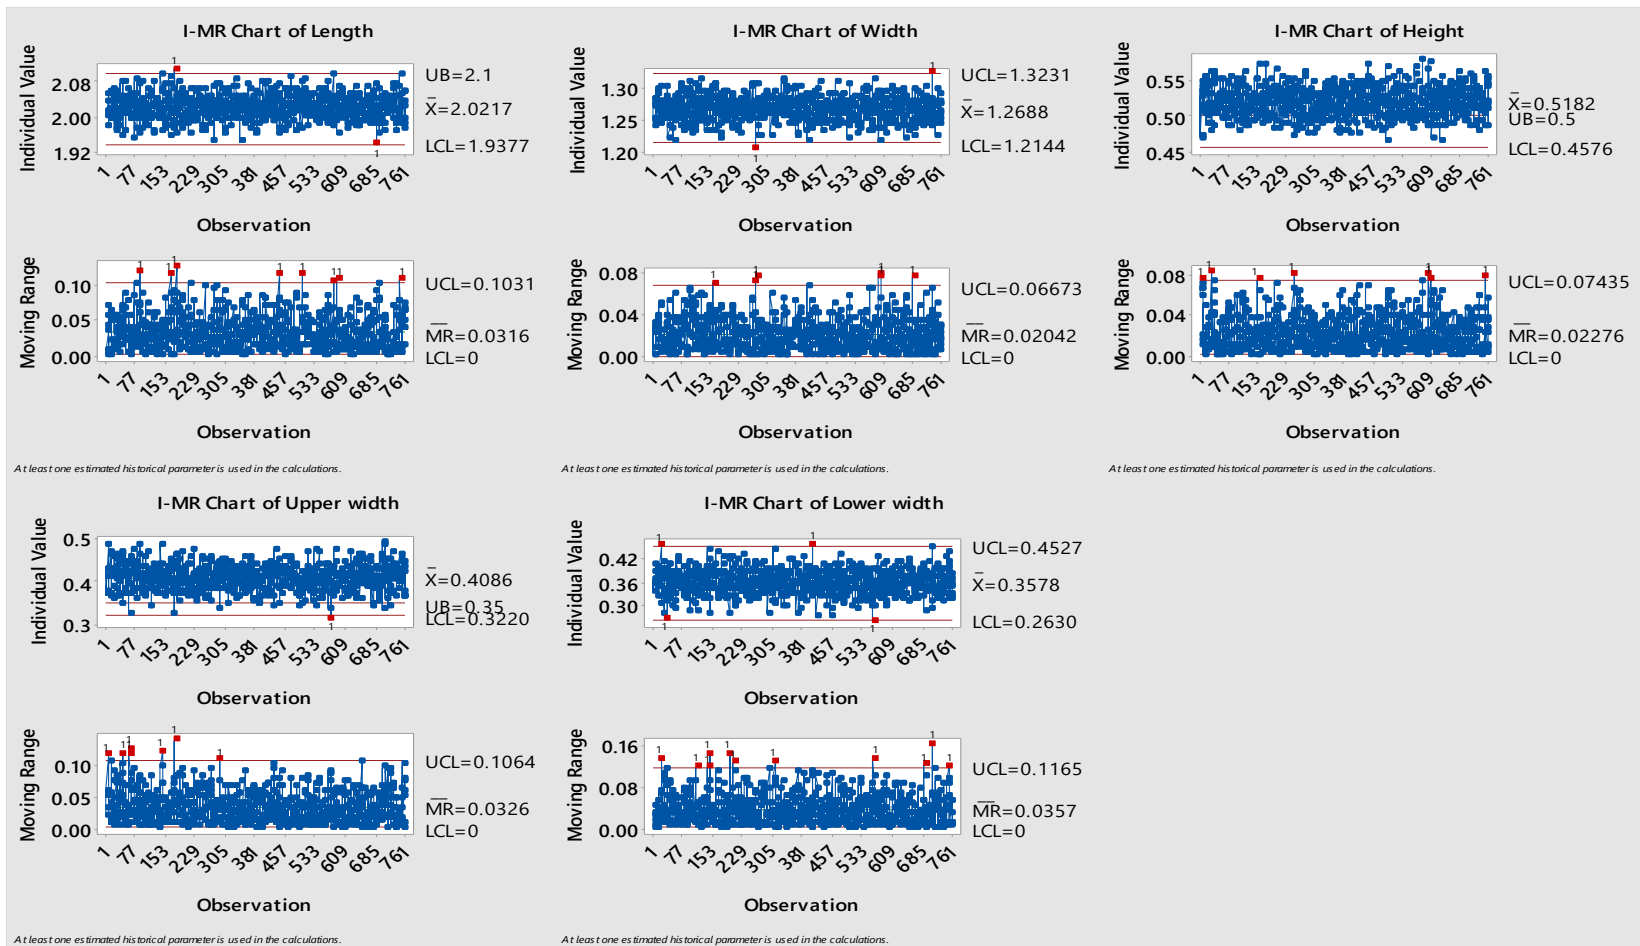 I-MR Chart of Length
Individual Value
2.08
2.00
1.92
1
1
UB=2.1
X̄=2.0217
LCL=1.9377
1 77 153 229 305 381 457 533 609 685 761
Observation
Moving Range
0.10
0.05
0.00
1 1 1 1 1 1 1 1
UCL=0.1031
M̄R̄=0.0316
LCL=0
1 77 153 229 305 381 457 533 609 685 761
Observation
At least one estimated historical parameter is used in the calculations.
I-MR Chart of Width
Individual Value
1.30
1.25
1.20
1
1
UCL=1.3231
X̄=1.2688
LCL=1.2144
1 77 153 229 305 381 457 533 609 685 761
Observation
Moving Range
0.08
0.04
0.00
1 1 1 1 1 1
UCL=0.06673
M̄R̄=0.02042
LCL=0
1 77 153 229 305 381 457 533 609 685 761
Observation
At least one estimated historical parameter is used in the calculations.
I-MR Chart of Height
Individual Value
0.55
0.50
0.45
X̄=0.5182
UB=0.5
LCL=0.4576
1 77 153 229 305 381 457 533 609 685 761
Observation
Moving Range
0.08
0.04
0.00
1 1 1 1 1 1 1
UCL=0.07435
M̄R̄=0.02276
LCL=0
1 77 153 229 305 381 457 533 609 685 761
Observation
At least one estimated historical parameter is used in the calculations.
I-MR Chart of Upper width
Individual Value
0.5
0.4
0.3
1
X̄=0.4086
UB=0.35
LCL=0.3220
1 77 153 229 305 381 457 533 609 685 761
Observation
Moving Range
0.10
0.05
0.00
1 1 1 1 1 1 1
UCL=0.1064
M̄R̄=0.0326
LCL=0
1 77 153 229 305 381 457 533 609 685 761
Observation
At least one estimated historical parameter is used in the calculations.
I-MR Chart of Lower width
Individual Value
0.42
0.36
0.30
1 1
1 1
UCL=0.4527
X̄=0.3578
LCL=0.2630
1 77 153 229 305 381 457 533 609 685 761
Observation
Moving Range
0.16
0.08
0.00
1 1 1 1 1 1 1 1 1 1
UCL=0.1165
M̄R̄=0.0357
LCL=0
1 77 153 229 305 381 457 533 609 685 761
Observation
At least one estimated historical parameter is used in the calculations.